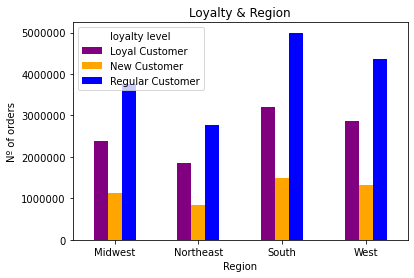 Loyalty & Region
loyalty level
Loyal Customer
New Customer
Regular Customer
5000000
4000000
3000000
2000000
1000000
0
Nº of orders
Midwest Northeast South West
Region